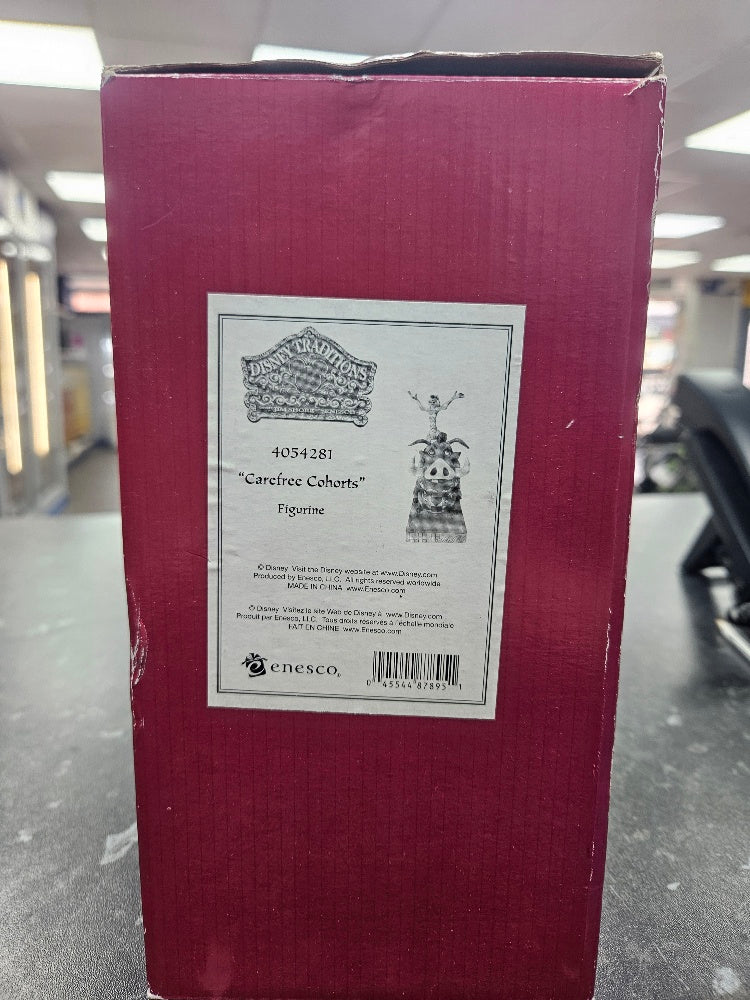 DISNEY TRADITIONS
JIM SHORE ENESCO
4054281
"Carefree Cohorts"
Figurine
© Disney Visit the Disney website at www.Disney.com
Produced by Enesco, LLC. All rights reserved worldwide
MADE IN CHINA www.Enesco.com
© Disney Visitez le site Web de Disney à www.Disney.com
Produit par Enesco, LLC. Tous droits réservés à l'échelle mondiale
FAIT EN CHINE www.Enesco.com
enesco
0 45544 87895 1